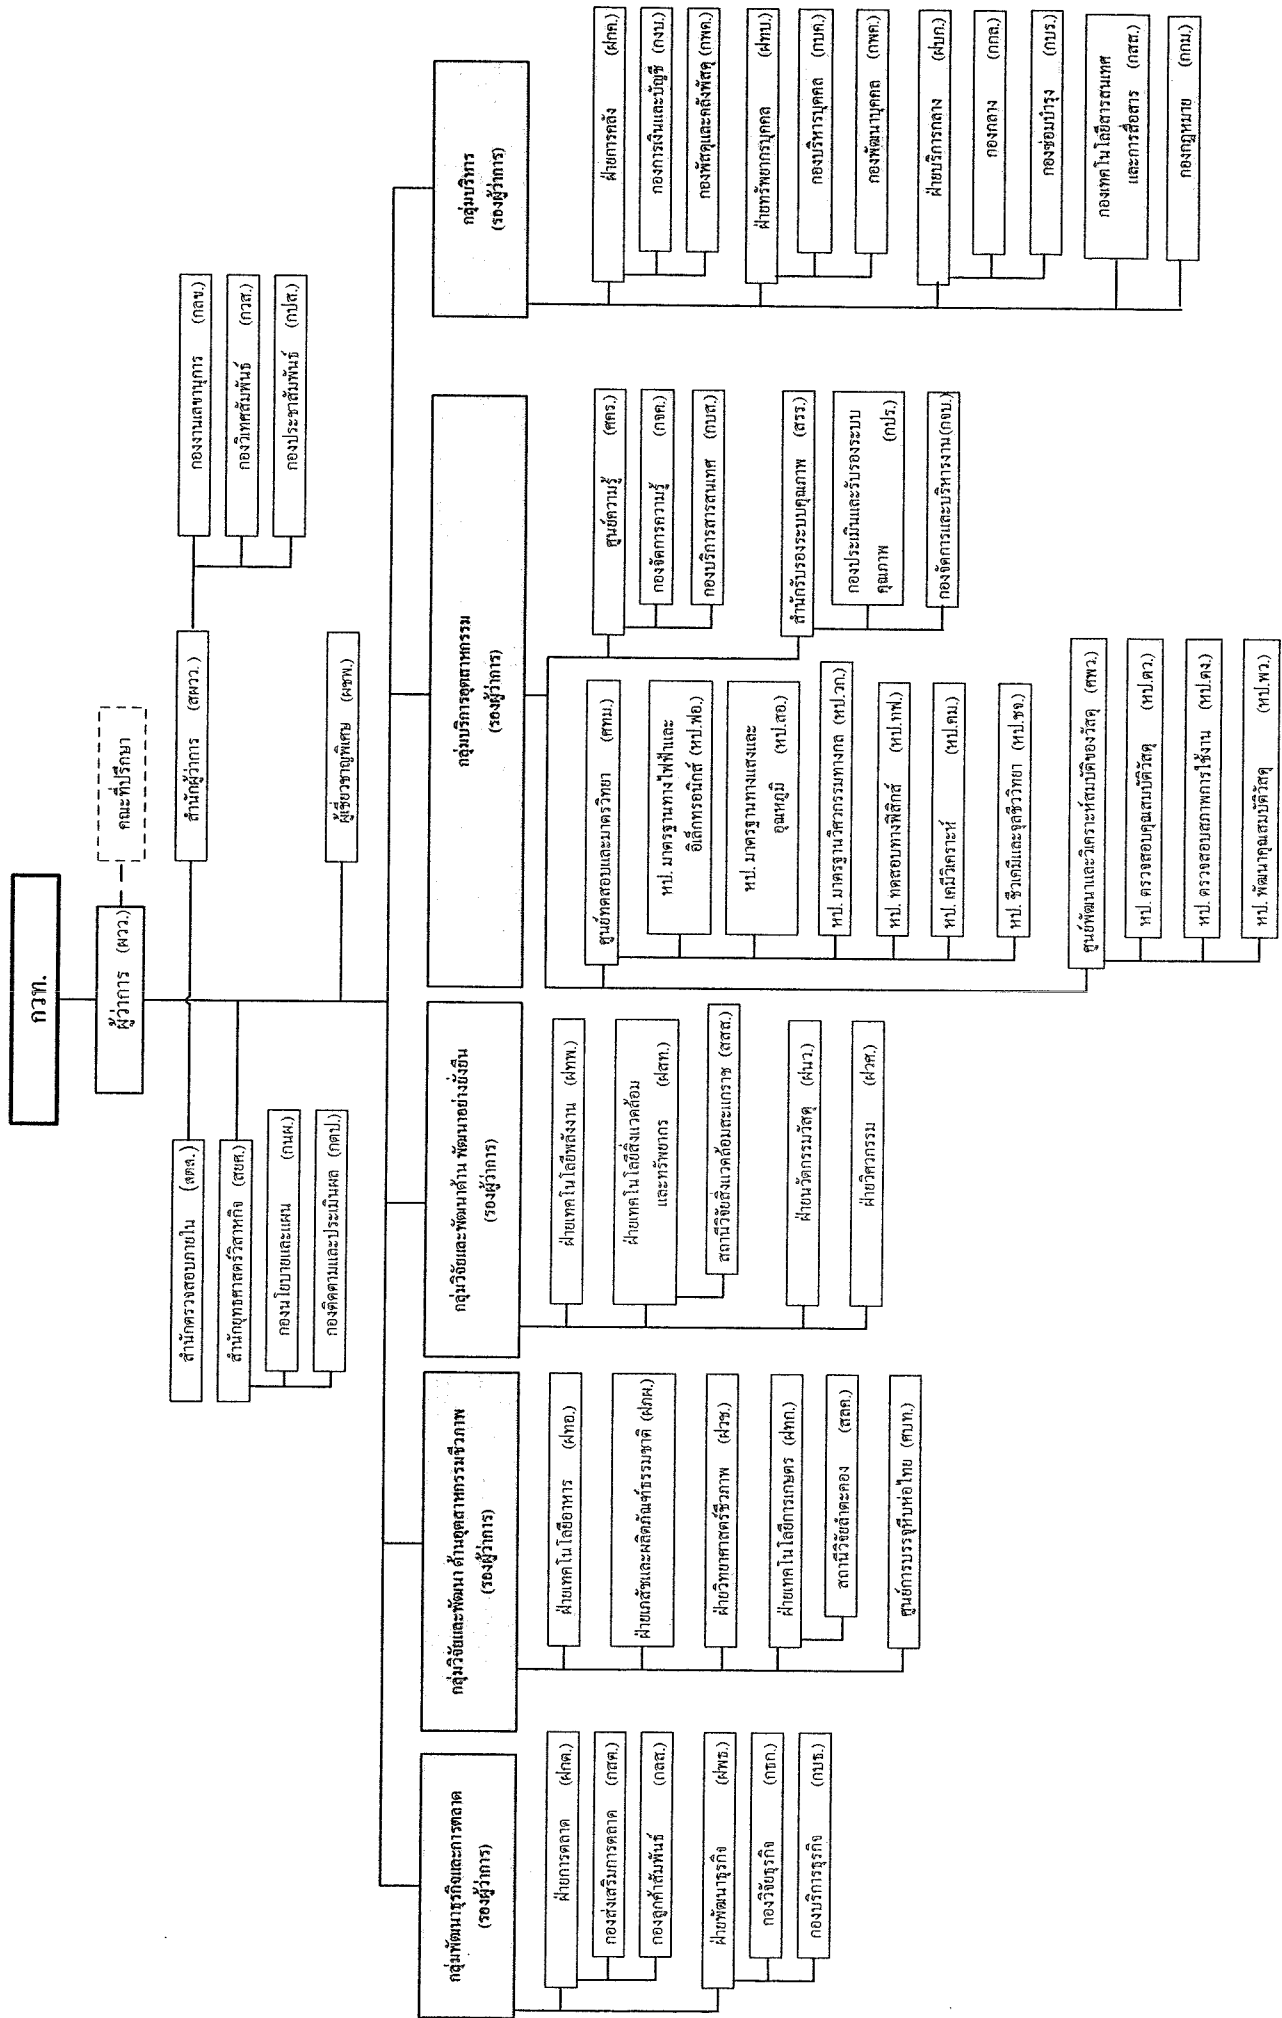 กวท.
ผู้ว่าการ (ผวว.)
คณะที่ปรึกษา
สำนักตรวจสอบภายใน (สตส.)
สำนักผู่ว่าการ (สผวว.)
กองงานเลขานุการ (กลข.)
กองวิเทศสัมพันธ์ (กวส.)
กองประชาสัมพันธ์ (กปส.)
สำนักยุทธศาสตร์วิสาหกิจ (สยศ.)
กองนโยบายและแผน (กนผ.)
กองติดตามและประเมินผล (กตป.)
ผู้เชี่ยวชาญพิเศษ (ผชพ.)
กลุ่มพัฒนาธุรกิจและการตลาด
(รองผู้ว่าการ)
ฝ่ายการตลาด (ฝกต.)
กองส่งเสริมการตลาด (กสต.)
กองลูกค้าสัมพันธ์ (กลส.)
ฝ่ายพัฒนาธุรกิจ (ฝพธ.)
กองวิจัยธุรกิจ (กธก.)
กองบริการธุรกิจ (กบธ.)
กลุ่มวิจัยและพัฒนา ด้านอุตสาหกรรมชีวภาพ
(รองผู้ว่าการ)
ฝ่ายเทคโนโลยีอาหาร (ฝทอ.)
ฝ่ายเภสัชและผลิตภัณฑ์ธรรมชาติ (ฝภผ.)
ฝ่ายวิทยาศาสตร์ชีวภาพ (ฝวช.)
ฝ่ายเทคโนโลยีการเกษตร (ฝทก.)
สถานีวิจัยลำตะคอง (สลค.)
ศูนย์การบรรจุหีบห่อไทย (ศบท.)
กลุ่มวิจัยและพัฒนาด้าน พัฒนาอย่างยั่งยืน
(รองผู้ว่าการ)
ฝ่ายเทคโนโลยีพลังงาน (ฝทพ.)
ฝ่ายเทคโนโลยีสิ่งแวดล้อม
และทรัพยากร (ฝสท.)
สถานีวิจัยสิ่งแวดล้อมสะแกราช (สสส.)
ฝ่ายนวัตกรรมวัสดุ (ฝนว.)
ฝ่ายวิศวกรรม (ฝวศ.)
กลุ่มบริการอุตสาหกรรม
(รองผู้ว่าการ)
ศูนย์ทดสอบและมาตรวิทยา (ศทม.)
หป. มาตรฐานทางไฟฟ้าและ
อิเล็กทรอนิกส์ (หป.ฟอ.)
หป. มาตรฐานทางแสงและ
อุณหภูมิ (หป.สอ.)
หป. มาตรฐานวิศวกรรมทางกล (หป.วก.)
หป. ทดสอบทางฟิสิกส์ (หป.ทฟ.)
หป. เคมีวิเคราะห์ (หป.คม.)
หป. ชีวเคมีและจุลชีววิทยา (หป.ชจ.)
ศูนย์พัฒนาและวิเคราะห์สมบัติของวัสดุ (ศพว.)
หป. ตรวจสอบคุณสมบัติวัสดุ (หป.ตว.)
หป. ตรวจสอบสภาพการใช้งาน (หป.ตง.)
หป. พัฒนาคุณสมบัติวัสดุ (หป.พว.)
ศูนย์ความรู้ (ศคร.)
กองจัดการความรู้ (กจค.)
กองบริการสารสนเทศ (กบส.)
สำนักรับรองระบบคุณภาพ (สรร.)
กองประเมินและรับรองระบบ
คุณภาพ (กปร.)
กองจัดการและบริหารงาน(กจบ.)
กลุ่มบริหาร
(รองผู้ว่าการ)
ฝ่ายการคลัง (ฝกค.)
กองการเงินและบัญชี (กงบ.)
กองพัสดุและคลังพัสดุ (กพค.)
ฝ่ายทรัพยากรบุคคล (ฝทบ.)
กองบริหารบุคคล (กบค.)
กองพัฒนาบุคคล (กพค.)
ฝ่ายบริการกลาง (ฝบก.)
กองกลาง (กกล.)
กองซ่อมบำรุง (กบร.)
กองเทคโนโลยีสารสนเทศ
และการสื่อสาร (กสส.)
กองกฎหมาย (กกม.)